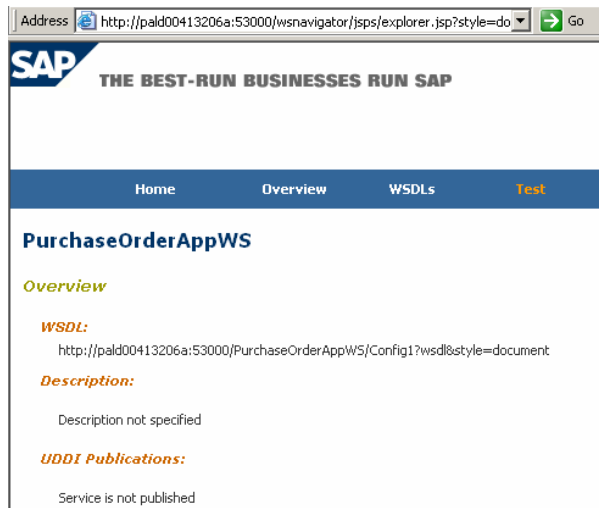 Address http://pald00413206a:53000/wsnavigator/jsps/explorer.jsp?style=do Go
SAP
THE BEST-RUN BUSINESSES RUN SAP
Home Overview WSDLs Test
PurchaseOrderAppWS
Overview
WSDL:
http://pald00413206a:53000/PurchaseOrderAppWS/Config1?wsdl&style=document
Description:
Description not specified
UDDI Publications:
Service is not published